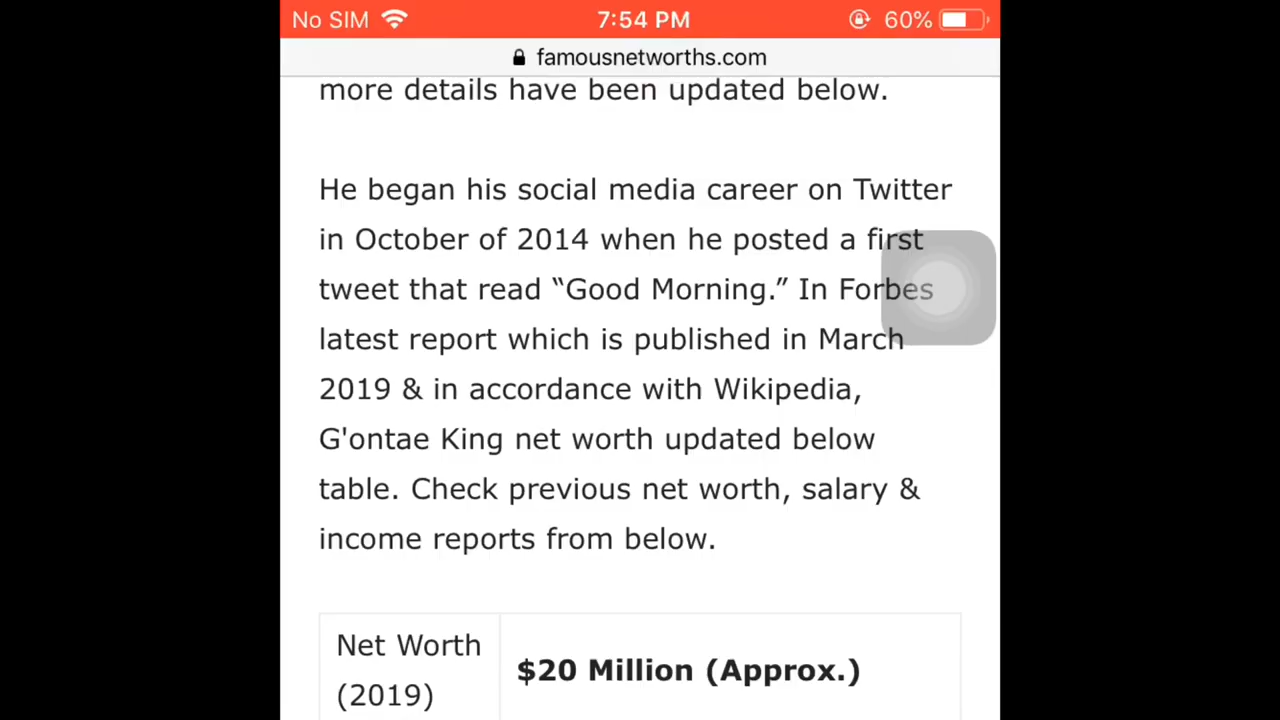 No SIM 7:54 PM 60%
famousnetworths.com
more details have been updated below.
He began his social media career on Twitter
in October of 2014 when he posted a first
tweet that read “Good Morning.” In Forbes
latest report which is published in March
2019 & in accordance with Wikipedia,
G'ontae King net worth updated below
table. Check previous net worth, salary &
income reports from below.
Net Worth
(2019)
$20 Million (Approx.)